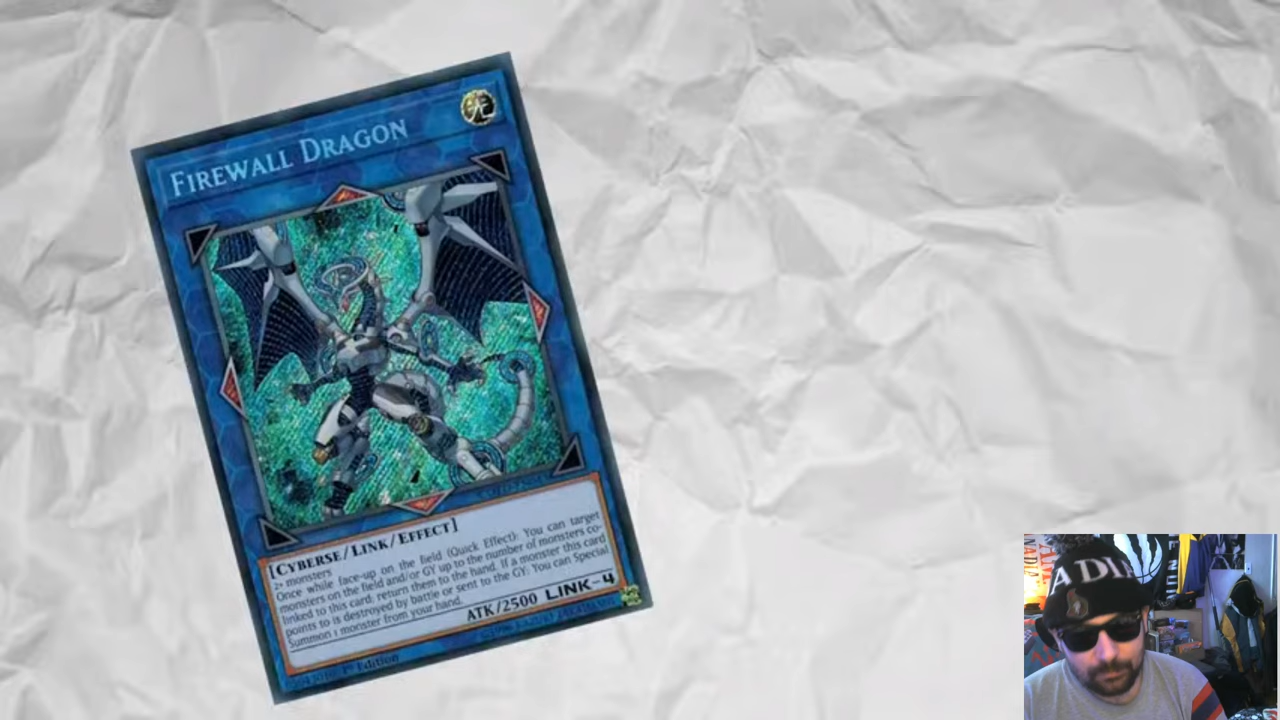 FIREWALL DRAGON
[CYBERSE/LINK/EFFECT]
2+ monsters
Once while face-up on the field (Quick Effect): You can target
monsters on the field and/or GY up to the number of monsters co-
linked to this card; return them to the hand. If a monster this card
points to is destroyed by battle or sent to the GY: You can Special
Summon 1 monster from your hand.
ATK/2500 LINK-4
1st Edition
A DI